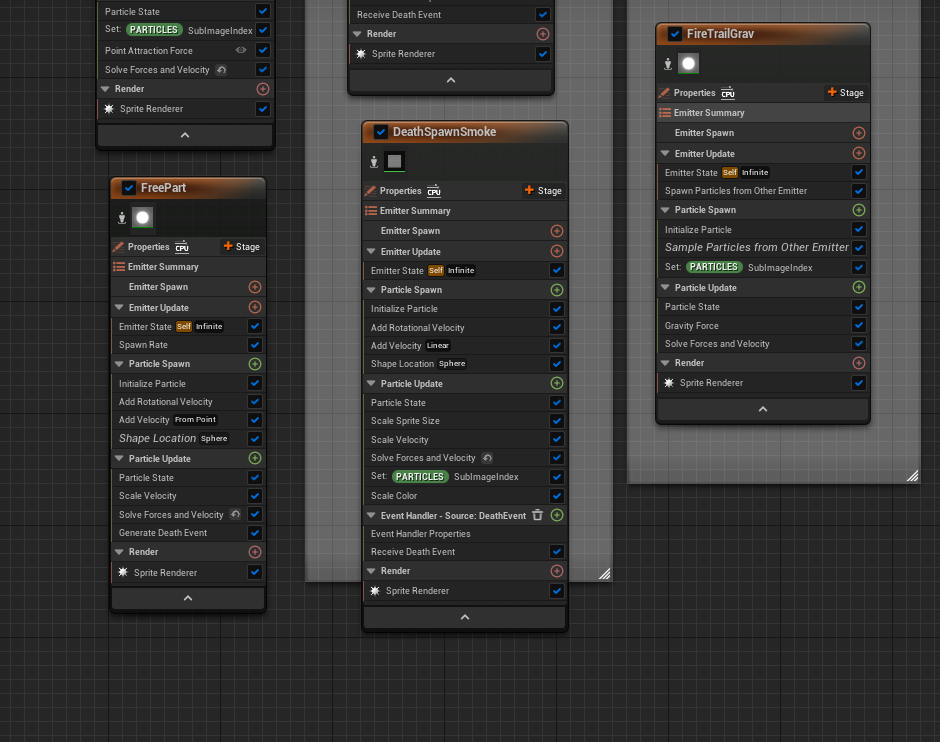 Particle State
Set: PARTICLES SubImageIndex
Point Attraction Force
Solve Forces and Velocity
Render
Sprite Renderer
FreePart
Properties CPU Stage
Emitter Summary
Emitter Spawn
Emitter Update
Emitter State Self Infinite
Spawn Rate
Particle Spawn
Initialize Particle
Add Rotational Velocity
Add Velocity From Point
Shape Location Sphere
Particle Update
Particle State
Scale Velocity
Solve Forces and Velocity
Generate Death Event
Render
Sprite Renderer
Receive Death Event
Render
Sprite Renderer
DeathSpawnSmoke
Properties CPU Stage
Emitter Summary
Emitter Spawn
Emitter Update
Emitter State Self Infinite
Particle Spawn
Initialize Particle
Add Rotational Velocity
Add Velocity Linear
Shape Location Sphere
Particle Update
Particle State
Scale Sprite Size
Scale Velocity
Solve Forces and Velocity
Set: PARTICLES SubImageIndex
Scale Color
Event Handler - Source: DeathEvent
Event Handler Properties
Receive Death Event
Render
Sprite Renderer
FireTrailGrav
Properties CPU Stage
Emitter Summary
Emitter Spawn
Emitter Update
Emitter State Self Infinite
Spawn Particles from Other Emitter
Particle Spawn
Initialize Particle
Sample Particles from Other Emitter
Set: PARTICLES SubImageIndex
Particle Update
Particle State
Gravity Force
Solve Forces and Velocity
Render
Sprite Renderer